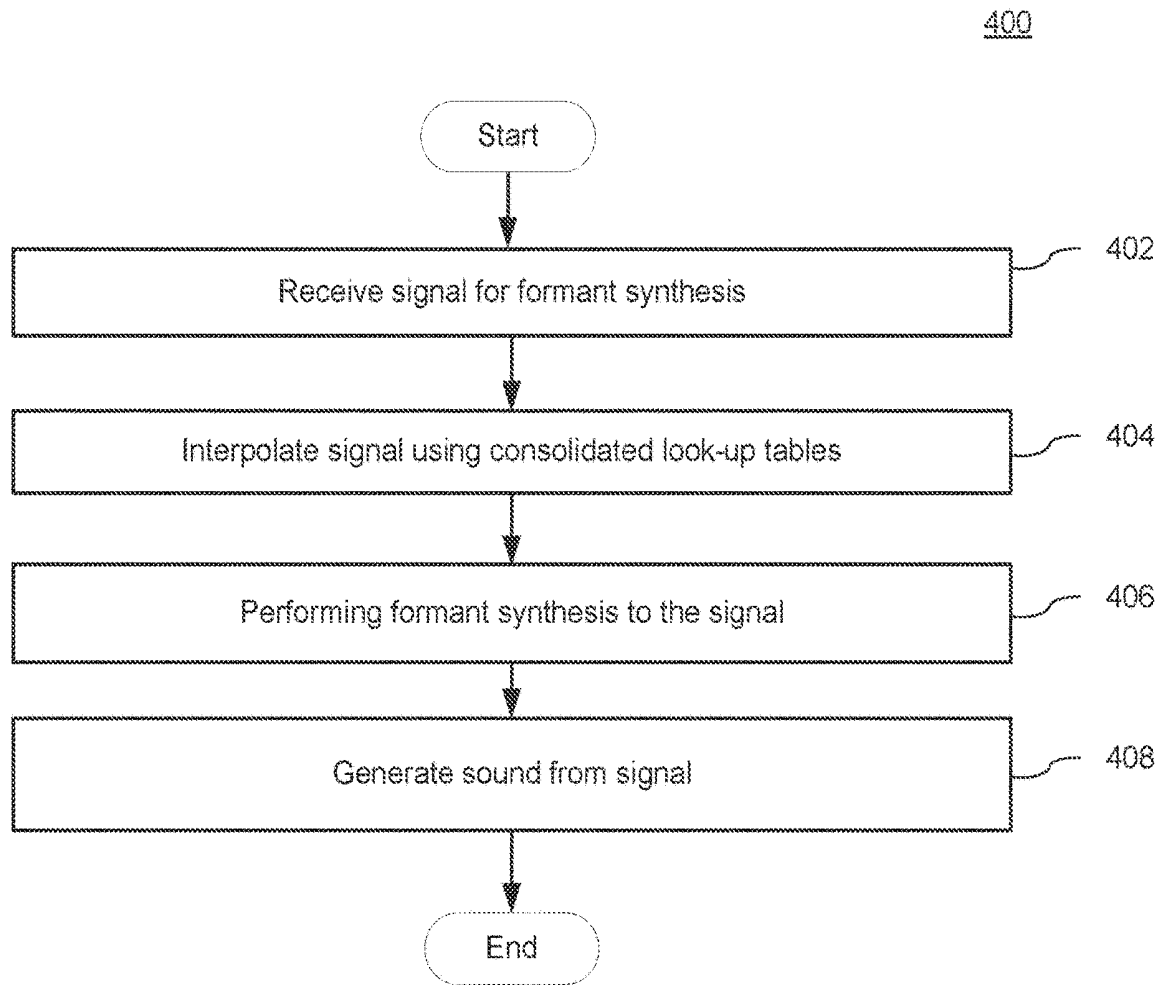 400
Start
Receive signal for formant synthesis
402
Interpolate signal using consolidated look-up tables
404
Performing formant synthesis to the signal
406
Generate sound from signal
408
End